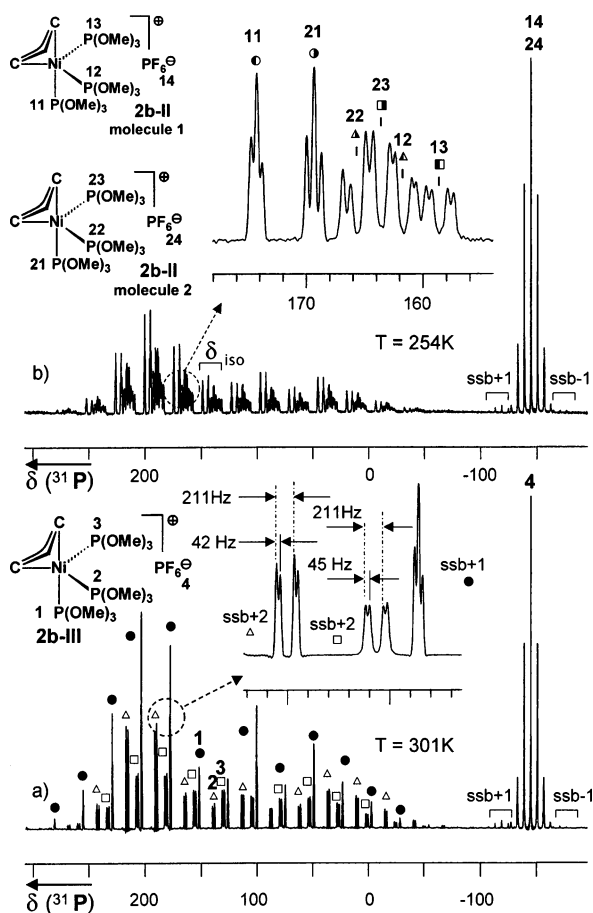 13
⊕
C
P(OMe)3
Ni
PF6⊖
14
12
C
P(OMe)3
11 P(OMe)3
2b-II
molecule 1
23
⊕
C
P(OMe)3
Ni
PF6⊖
24
22
C
P(OMe)3
21 P(OMe)3
2b-II
molecule 2
11
21
22
23
12
13
14
24
170
160
T = 254K
δ iso
b)
ssb+1
ssb-1
200
100
0
-100
δ (31P)
3
⊕
C
P(OMe)3
Ni
PF6⊖
4
2
C
P(OMe)3
1 P(OMe)3
2b-III
211Hz
42 Hz
211Hz
45 Hz
ssb+2
ssb+2
ssb+1
4
1
2
3
T = 301K
a)
ssb+1
ssb-1
200
100
0
-100
δ (31P)